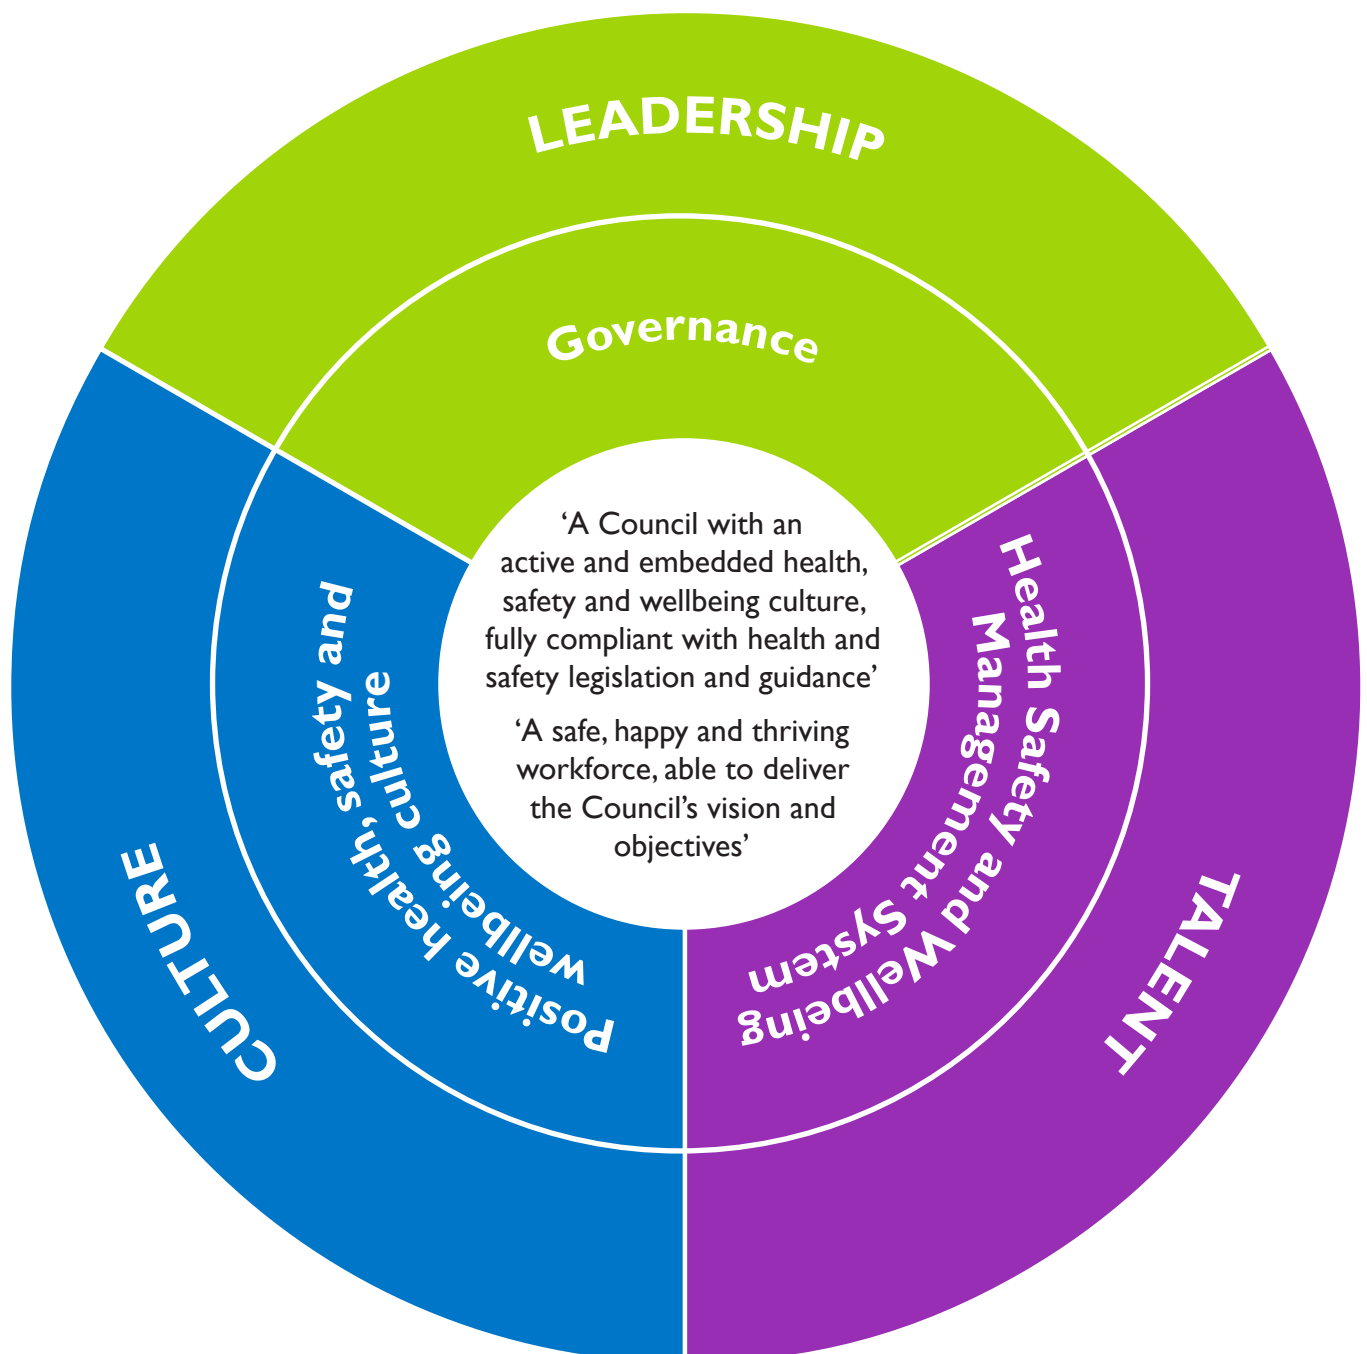 LEADERSHIP
Governance
‘A Council with an
active and embedded health,
safety and wellbeing culture,
fully compliant with health and
safety legislation and guidance’
‘A safe, happy and thriving
workforce, able to deliver
the Council’s vision and
objectives’
Health Safety and Wellbeing
Management System
TALENT
Positive health, safety and
wellbeing culture
CULTURE